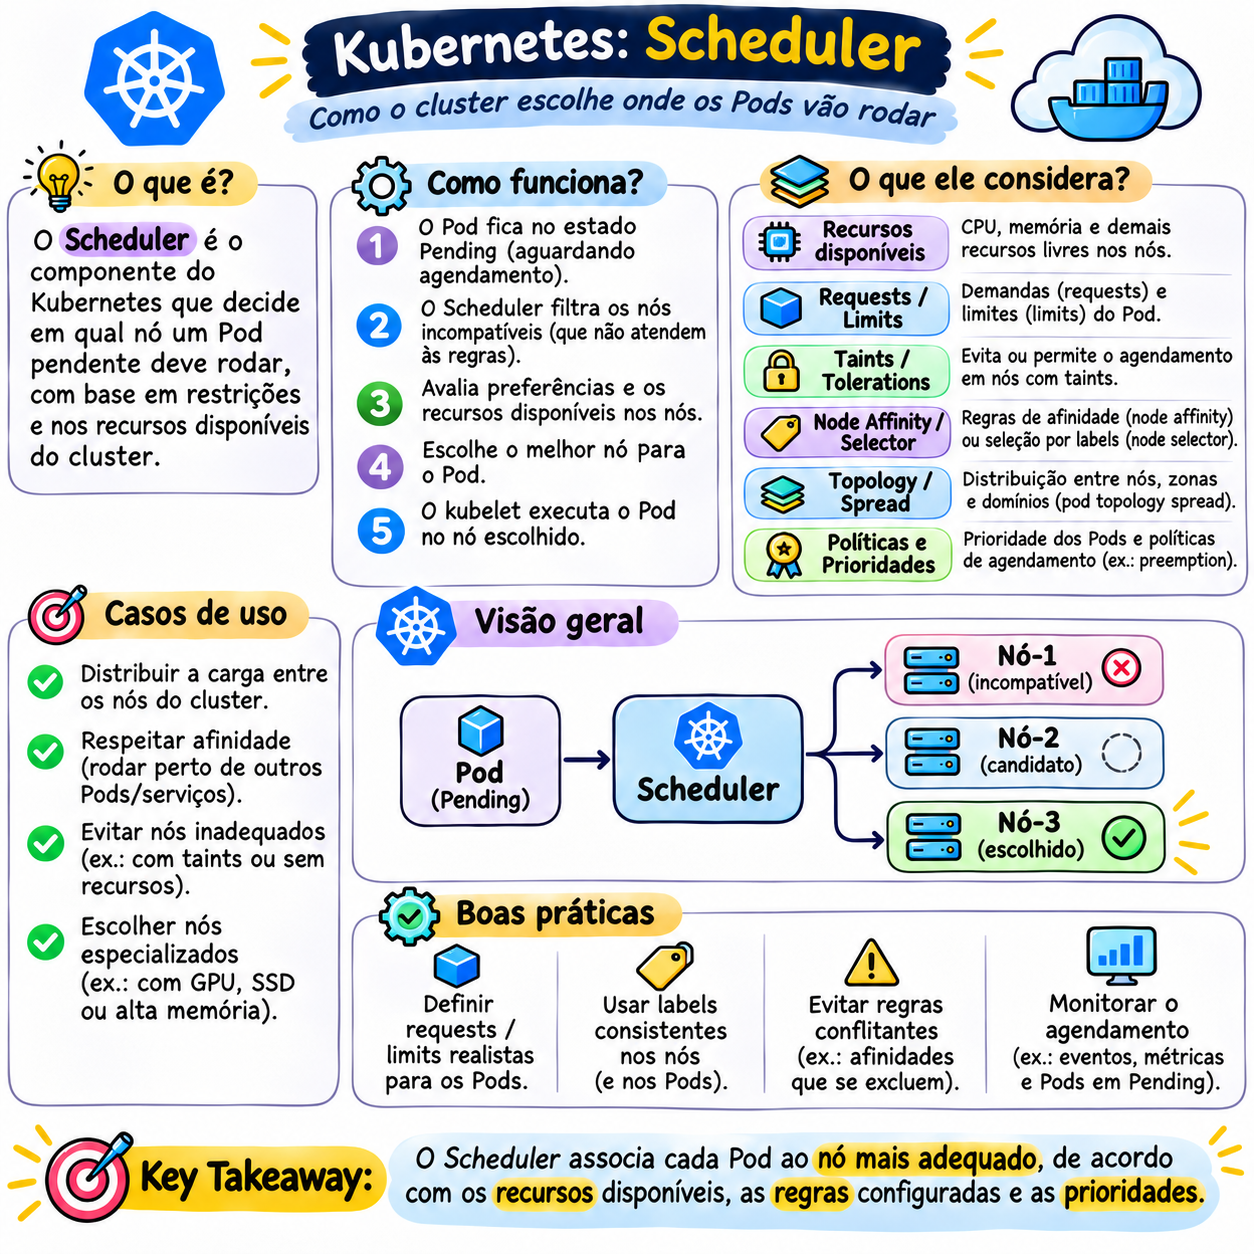 Kubernetes: Scheduler
Como o cluster escolhe onde os Pods vão rodar
O que é?
O Scheduler é o
componente do
Kubernetes que decide
em qual nó um Pod
pendente deve rodar,
com base em restrições
e nos recursos disponíveis
do cluster.
Como funciona?
1
O Pod fica no estado
Pending (aguardando
agendamento).
2
O Scheduler filtra os nós
incompatíveis (que não atendem
às regras).
3
Avalia preferências e os
recursos disponíveis nos nós.
4
Escolhe o melhor nó para
o Pod.
5
O kubelet executa o Pod
no nó escolhido.
O que ele considera?
Recursos
disponíveis
CPU, memória e demais
recursos livres nos nós.
Requests /
Limits
Demandas (requests) e
limites (limits) do Pod.
Taints /
Tolerations
Evita ou permite o agendamento
em nós com taints.
Node Affinity /
Selector
Regras de afinidade (node affinity)
ou seleção por labels (node selector).
Topology /
Spread
Distribuição entre nós, zonas
e domínios (pod topology spread).
Políticas e
Prioridades
Prioridade dos Pods e políticas
de agendamento (ex.: preemption).
Casos de uso
Distribuir a carga entre
os nós do cluster.
Respeitar afinidade
(rodar perto de outros
Pods/serviços).
Evitar nós inadequados
(ex.: com taints ou sem
recursos).
Escolher nós
especializados
(ex.: com GPU, SSD
ou alta memória).
Visão geral
Pod
(Pending)
Scheduler
Nó-1
(incompatível)
Nó-2
(candidato)
Nó-3
(escolhido)
Boas práticas
Definir
requests /
limits realistas
para os Pods.
Usar labels
consistentes
nos nós
(e nos Pods).
Evitar regras
conflitantes
(ex.: afinidades
que se excluem).
Monitorar o
agendamento
(ex.: eventos, métricas
e Pods em Pending).
Key Takeaway:
O Scheduler associa cada Pod ao nó mais adequado, de acordo
com os recursos disponíveis, as regras configuradas e as prioridades.